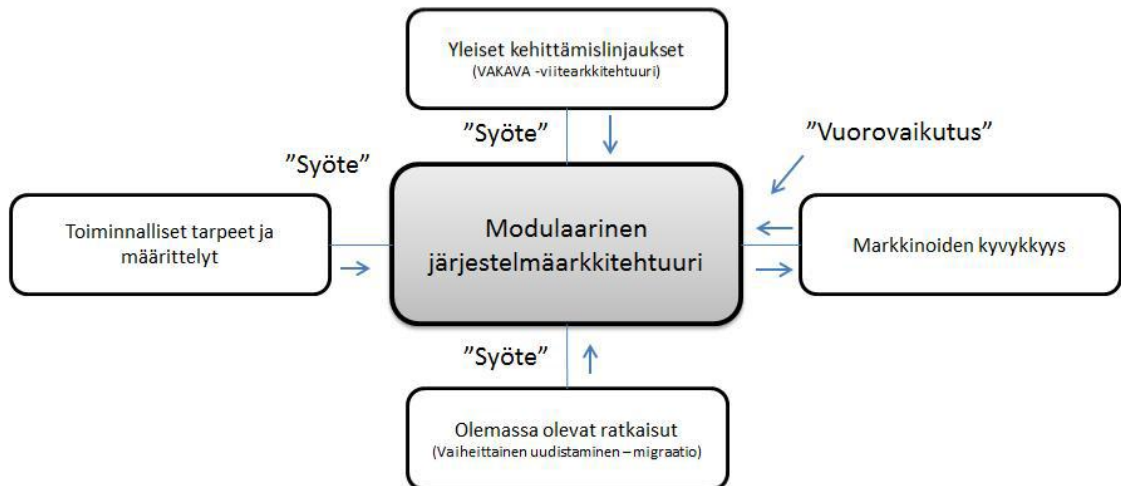 Yleiset kehittämislinjaukset
(VAKAVA -viitearkkitehtuuri)
”Syöte”
”Vuorovaikutus”
”Syöte”
Toiminnalliset tarpeet ja
määrittelyt
Modulaarinen
järjestelmäarkkitehtuuri
Markkinoiden kyvykkyys
”Syöte”
Olemassa olevat ratkaisut
(Vaiheittainen uudistaminen – migraatio)